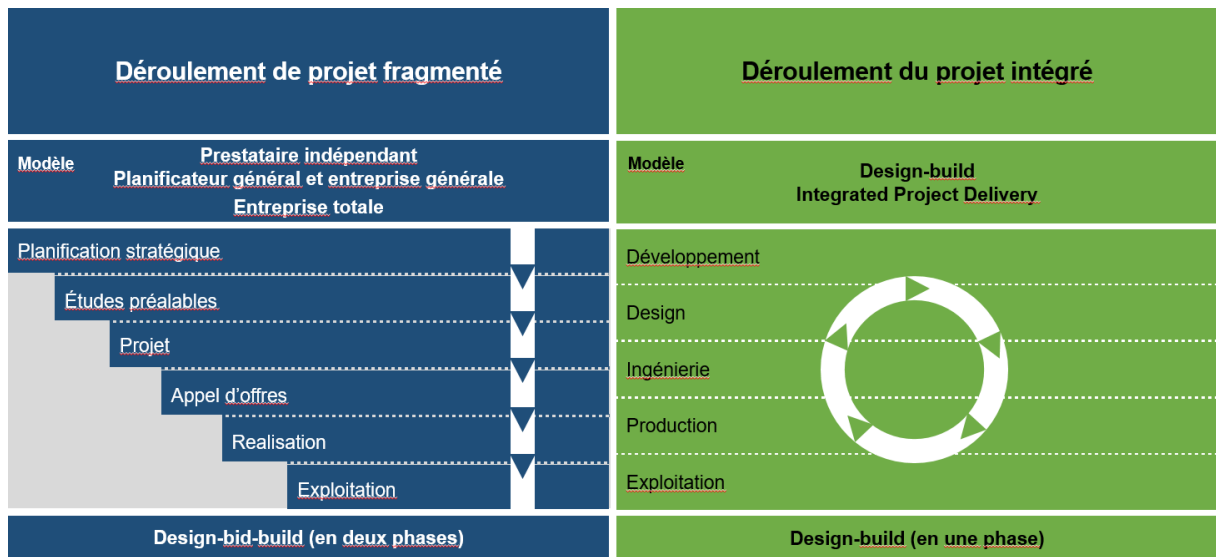 Déroulement de projet fragmenté
Modèle
Prestataire indépendant
Planificateur général et entreprise générale
Entreprise totale
Planification stratégique
Études préalables
Projet
Appel d'offres
Realisation
Exploitation
Design-bid-build (en deux phases)
Déroulement du projet intégré
Modèle
Design-build
Integrated Project Delivery
Développement
Design
Ingénierie
Production
Exploitation
Design-build (en une phase)